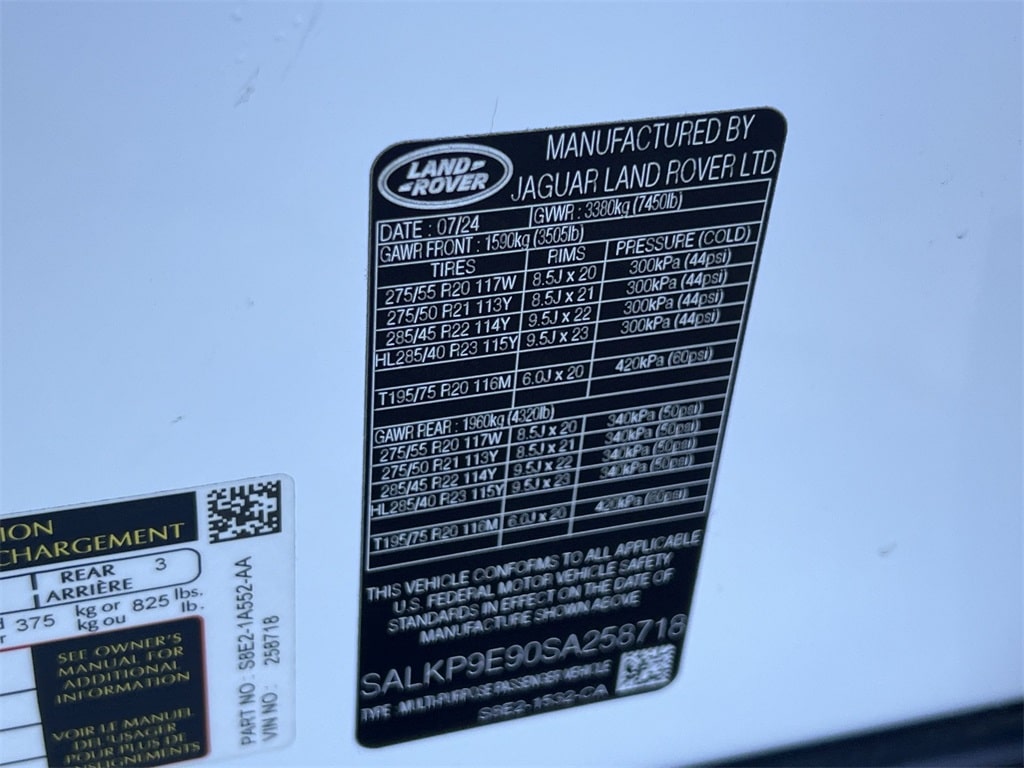 LAND
ROVER
MANUFACTURED BY
JAGUAR LAND ROVER LTD
DATE : 07/24 GVWR : 3380kg (7450lb)
GAWR FRONT : 1590kg (3505lb)
TIRES RIMS PRESSURE (COLD)
275/55 R20 117W 8.5J x 20 300kPa (44psi)
275/50 R21 113Y 8.5J x 21 300kPa (44psi)
285/45 R22 114Y 9.5J x 22 300kPa (44psi)
HL285/40 R23 115Y 9.5J x 23 300kPa (44psi)
T195/75 R20 116M 6.0J x 20 420kPa (60psi)
GAWR REAR : 1960kg (4320lb)
275/55 R20 117W 8.5J x 20 340kPa (50psi)
275/50 R21 113Y 8.5J x 21 340kPa (50psi)
285/45 R22 114Y 9.5J x 22 340kPa (50psi)
HL285/40 R23 115Y 9.5J x 23 340kPa (50psi)
T195/75 R20 116M 6.0J x 20 420kPa (60psi)
THIS VEHICLE CONFORMS TO ALL APPLICABLE
U.S. FEDERAL MOTOR VEHICLE SAFETY
STANDARDS IN EFFECT ON THE DATE OF
MANUFACTURE SHOWN ABOVE
SALKP9E90SA258718
TYPE : MULTI-PURPOSE PASSENGER VEHICLE
S8E2-1532-CA
ION
CHARGEMENT
REAR 3
ARRIÈRE
375 kg or 825 lbs.
kg ou lb.
SEE OWNER'S
MANUAL FOR
ADDITIONAL
INFORMATION
VOIR LE MANUEL
DE L'USAGER
POUR PLUS DE
NSEIGNEMENTS
PART NO : S8E2-1A552-AA
VIN NO : 258718